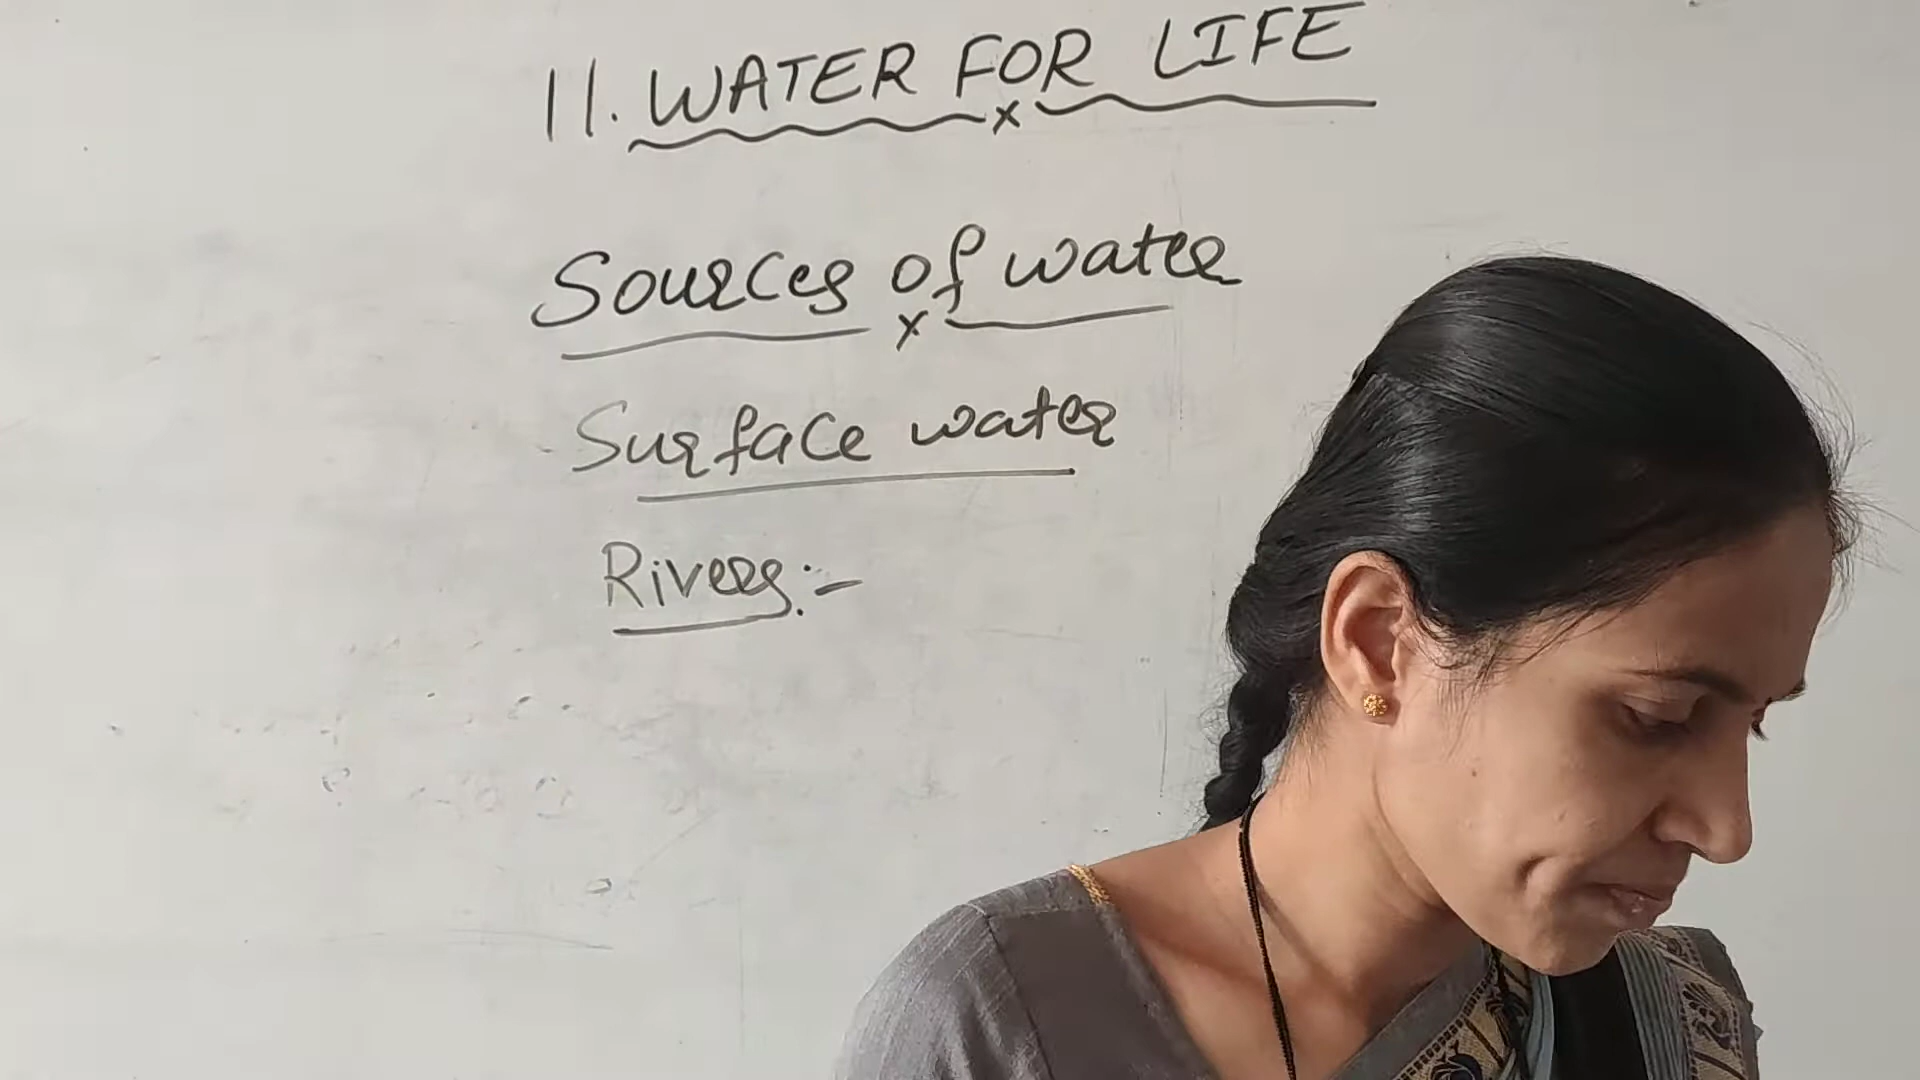 11. WATER FOR LIFE
Sources of water
Surface water
Rivers:-